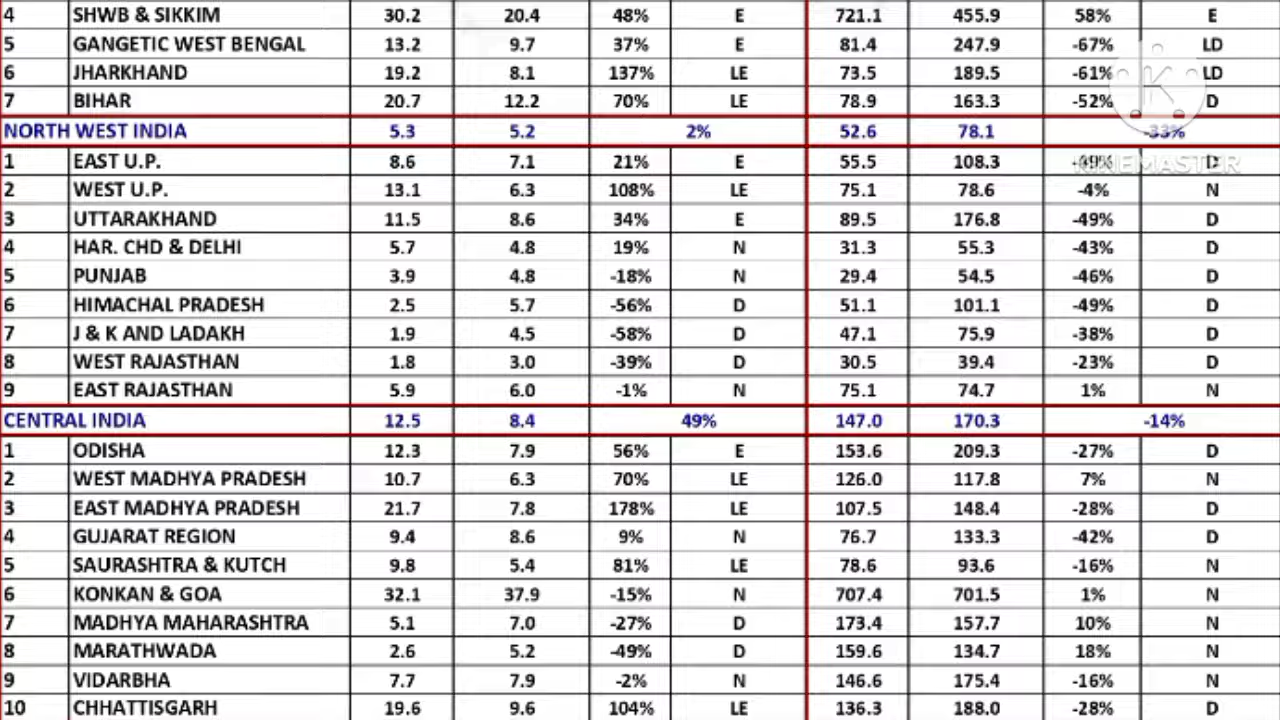 4 SHWB & SIKKIM 30.2 20.4 48% E 721.1 455.9 58% E
5 GANGETIC WEST BENGAL 13.2 9.7 37% E 81.4 247.9 -67% LD
6 JHARKHAND 19.2 8.1 137% LE 73.5 189.5 -61% LD
7 BIHAR 20.7 12.2 70% LE 78.9 163.3 -52% D
NORTH WEST INDIA 5.3 5.2 2% 52.6 78.1 -33%
1 EAST U.P. 8.6 7.1 21% E 55.5 108.3 -49% D
KINEMASTER
2 WEST U.P. 13.1 6.3 108% LE 75.1 78.6 -4% N
3 UTTARAKHAND 11.5 8.6 34% E 89.5 176.8 -49% D
4 HAR. CHD & DELHI 5.7 4.8 19% N 31.3 55.3 -43% D
5 PUNJAB 3.9 4.8 -18% N 29.4 54.5 -46% D
6 HIMACHAL PRADESH 2.5 5.7 -56% D 51.1 101.1 -49% D
7 J & K AND LADAKH 1.9 4.5 -58% D 47.1 75.9 -38% D
8 WEST RAJASTHAN 1.8 3.0 -39% D 30.5 39.4 -23% D
9 EAST RAJASTHAN 5.9 6.0 -1% N 75.1 74.7 1% N
CENTRAL INDIA 12.5 8.4 49% 147.0 170.3 -14%
1 ODISHA 12.3 7.9 56% E 153.6 209.3 -27% D
2 WEST MADHYA PRADESH 10.7 6.3 70% LE 126.0 117.8 7% N
3 EAST MADHYA PRADESH 21.7 7.8 178% LE 107.5 148.4 -28% D
4 GUJARAT REGION 9.4 8.6 9% N 76.7 133.3 -42% D
5 SAURASHTRA & KUTCH 9.8 5.4 81% LE 78.6 93.6 -16% N
6 KONKAN & GOA 32.1 37.9 -15% N 707.4 701.5 1% N
7 MADHYA MAHARASHTRA 5.1 7.0 -27% D 173.4 157.7 10% N
8 MARATHWADA 2.6 5.2 -49% D 159.6 134.7 18% N
9 VIDARBHA 7.7 7.9 -2% N 146.6 175.4 -16% N
10 CHHATTISGARH 19.6 9.6 104% LE 136.3 188.0 -28% D